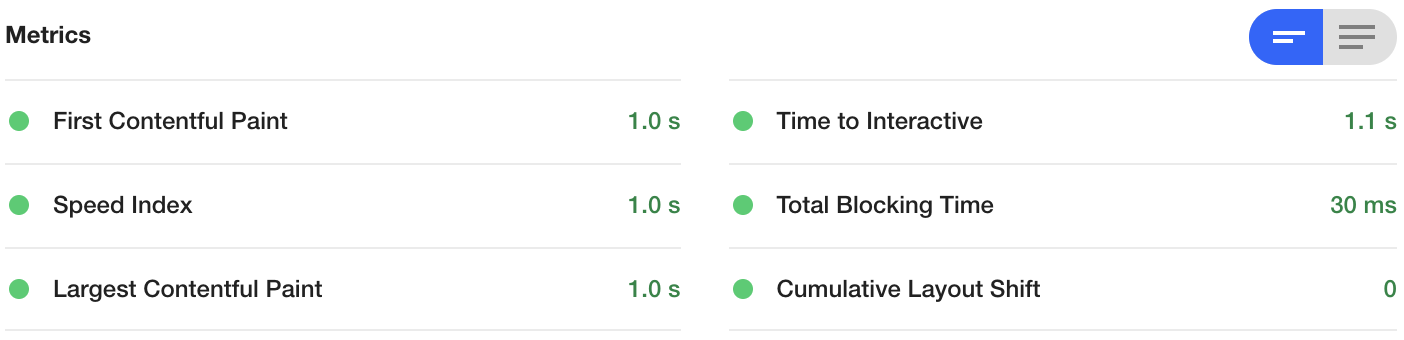 Metrics
First Contentful Paint 1.0 s
Time to Interactive 1.1 s
Speed Index 1.0 s
Total Blocking Time 30 ms
Largest Contentful Paint 1.0 s
Cumulative Layout Shift 0